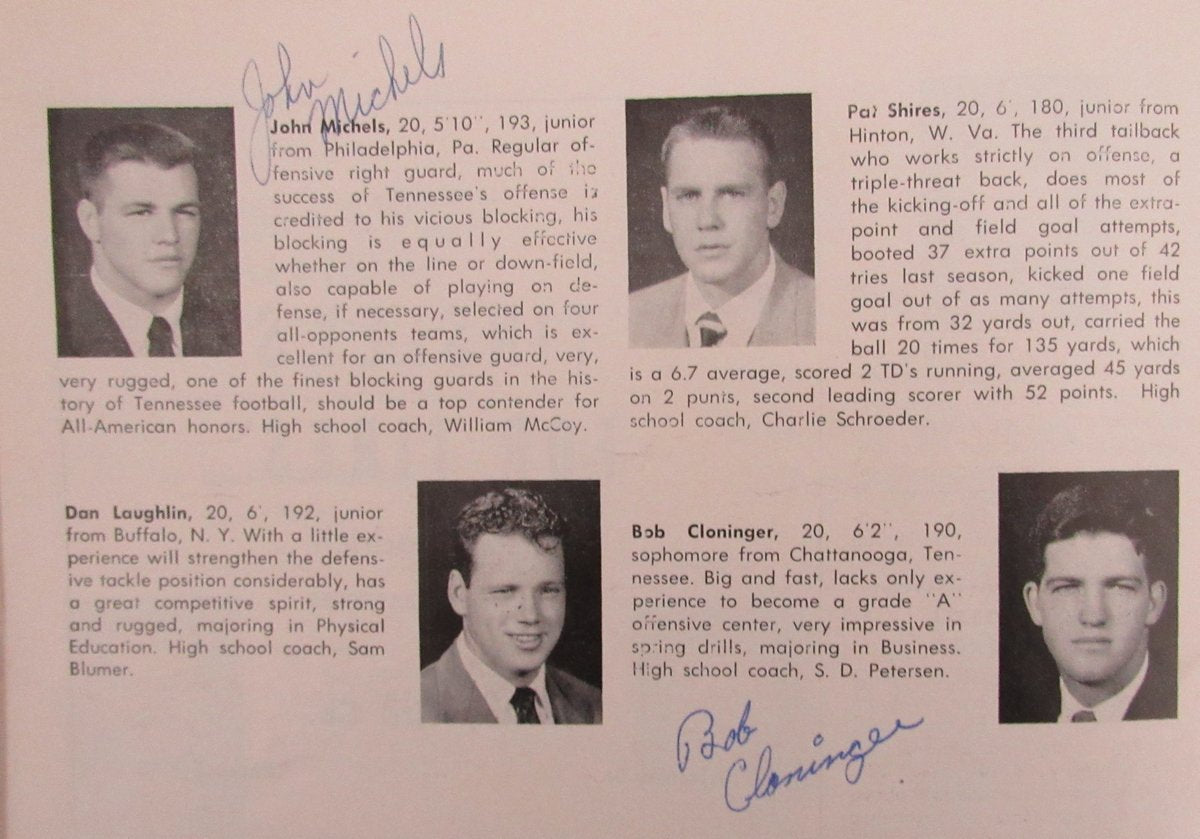 John
Michels
John Michels, 20, 5'10", 193, junior
from Philadelphia, Pa. Regular of-
fensive right guard, much of the
success of Tennessee's offense is
credited to his vicious blocking, his
blocking is equally effective
whether on the line or down-field,
also capable of playing on de-
fense, if necessary, selected on four
all-opponents teams, which is ex-
cellent for an offensive guard, very,
very rugged, one of the finest blocking guards in the his-
tory of Tennessee football, should be a top contender for
All-American honors. High school coach, William McCoy.
Pat Shires, 20, 6', 180, junior from
Hinton, W. Va. The third tailback
who works strictly on offense, a
triple-threat back, does most of
the kicking-off and all of the extra-
point and field goal attempts,
booted 37 extra points out of 42
tries last season, kicked one field
goal out of as many attempts, this
was from 32 yards out, carried the
ball 20 times for 135 yards, which
is a 6.7 average, scored 2 TD's running, averaged 45 yards
on 2 punts, second leading scorer with 52 points. High
school coach, Charlie Schroeder.
Dan Laughlin, 20, 6', 192, junior
from Buffalo, N. Y. With a little ex-
perience will strengthen the defens-
ive tackle position considerably, has
a great competitive spirit, strong
and rugged, majoring in Physical
Education. High school coach, Sam
Blumer.
Bob Cloninger, 20, 6'2", 190,
sophomore from Chattanooga, Ten-
nessee. Big and fast, lacks only ex-
perience to become a grade "A"
offensive center, very impressive in
spring drills, majoring in Business.
High school coach, S. D. Petersen.
Bob
Cloninger